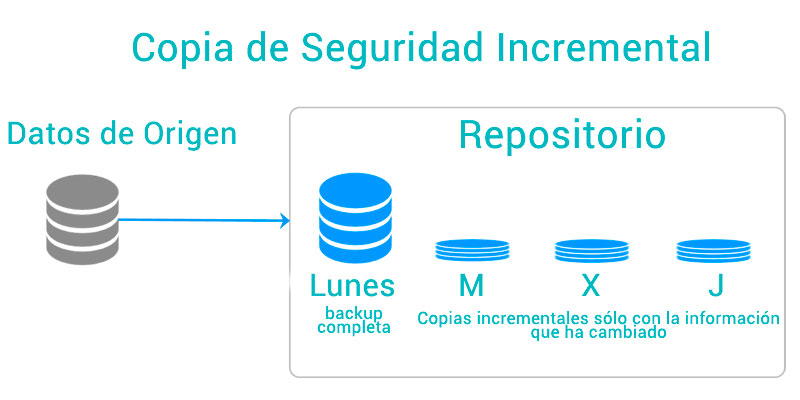 Copia de Seguridad Incremental
Datos de Origen
Repositorio
Lunes
backup
completa
M
X
J
Copias incrementales sólo con la información
que ha cambiado